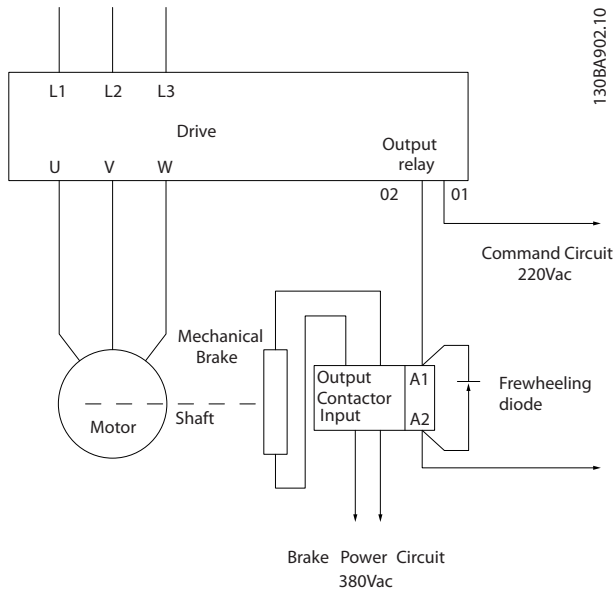 130BA902.10
L1 L2 L3
Drive
Output
relay
U V W
02 01
Command Circuit
220Vac
Mechanical
Brake
Output
Contactor
Input
A1
A2
Frewheeling
diode
Motor
Shaft
Brake Power Circuit
380Vac